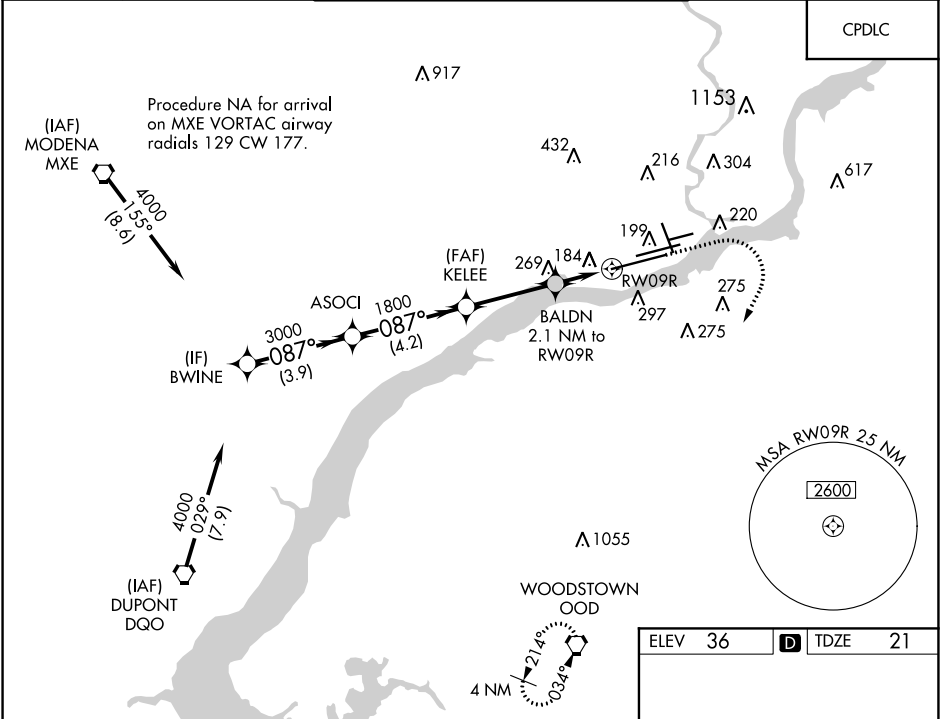 CPDLC
917
1153
Procedure NA for arrival
on MXE VORTAC airway
radials 129 CW 177.
(IAF)
MODENA
MXE
432
216
304
617
4000
155°
(8.6)
199
220
(FAF)
KELEE
269
184
RW09R
ASOCI
1800
087°
(4.2)
BALDN
2.1 NM to
RW09R
297
275
275
3000
087°
(3.9)
(IF)
BWINE
MSA RW09R 25 NM
2600
4000
029°
(7.9)
1055
(IAF)
DUPONT
DQO
WOODSTOWN
OOD
214°
034°
4 NM
ELEV 36 D TDZE 21